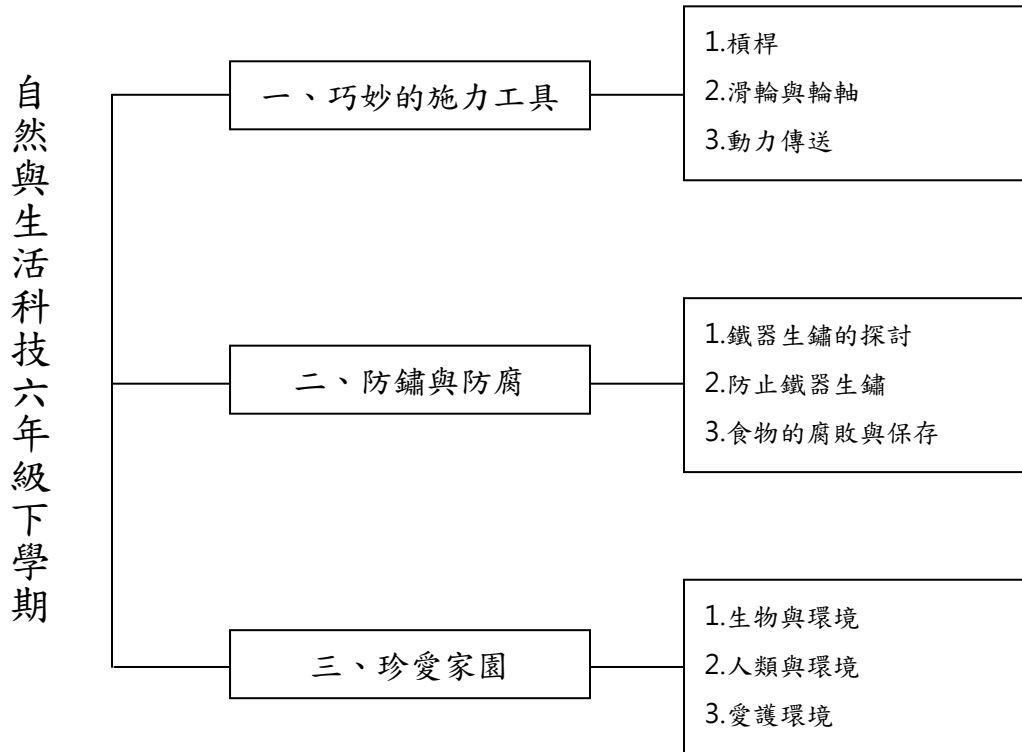 自然與生活科技六年級下學期
一、巧妙的施力工具
1.槓桿
2.滑輪與輪軸
3.動力傳送
二、防鏽與防腐
1.鐵器生鏽的探討
2.防止鐵器生鏽
3.食物的腐敗與保存
三、珍愛家園
1.生物與環境
2.人類與環境
3.愛護環境